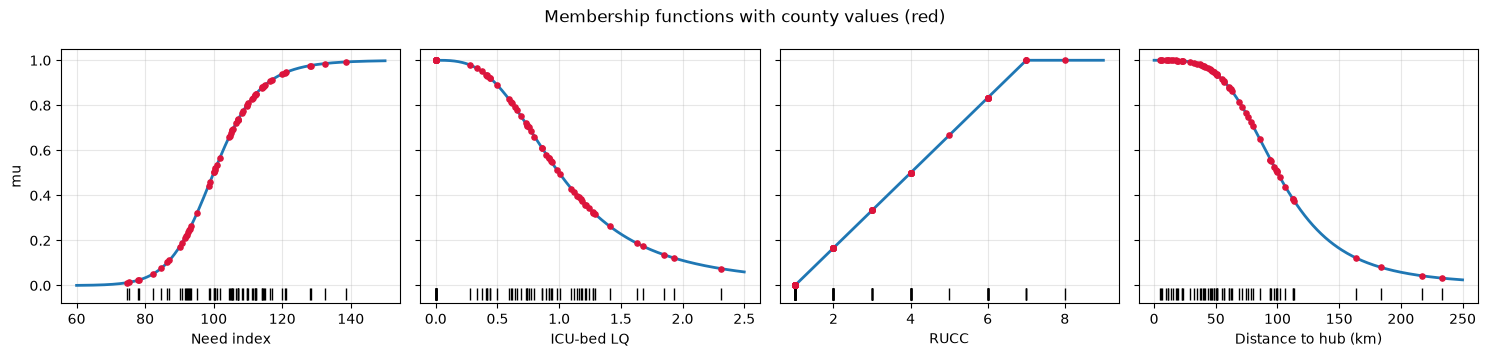 Membership functions with county values (red)
mu
1.0
0.8
0.6
0.4
0.2
0.0
60 80 100 120 140
Need index
0.0 0.5 1.0 1.5 2.0 2.5
ICU-bed LQ
2 4 6 8
RUCC
0 50 100 150 200 250
Distance to hub (km)